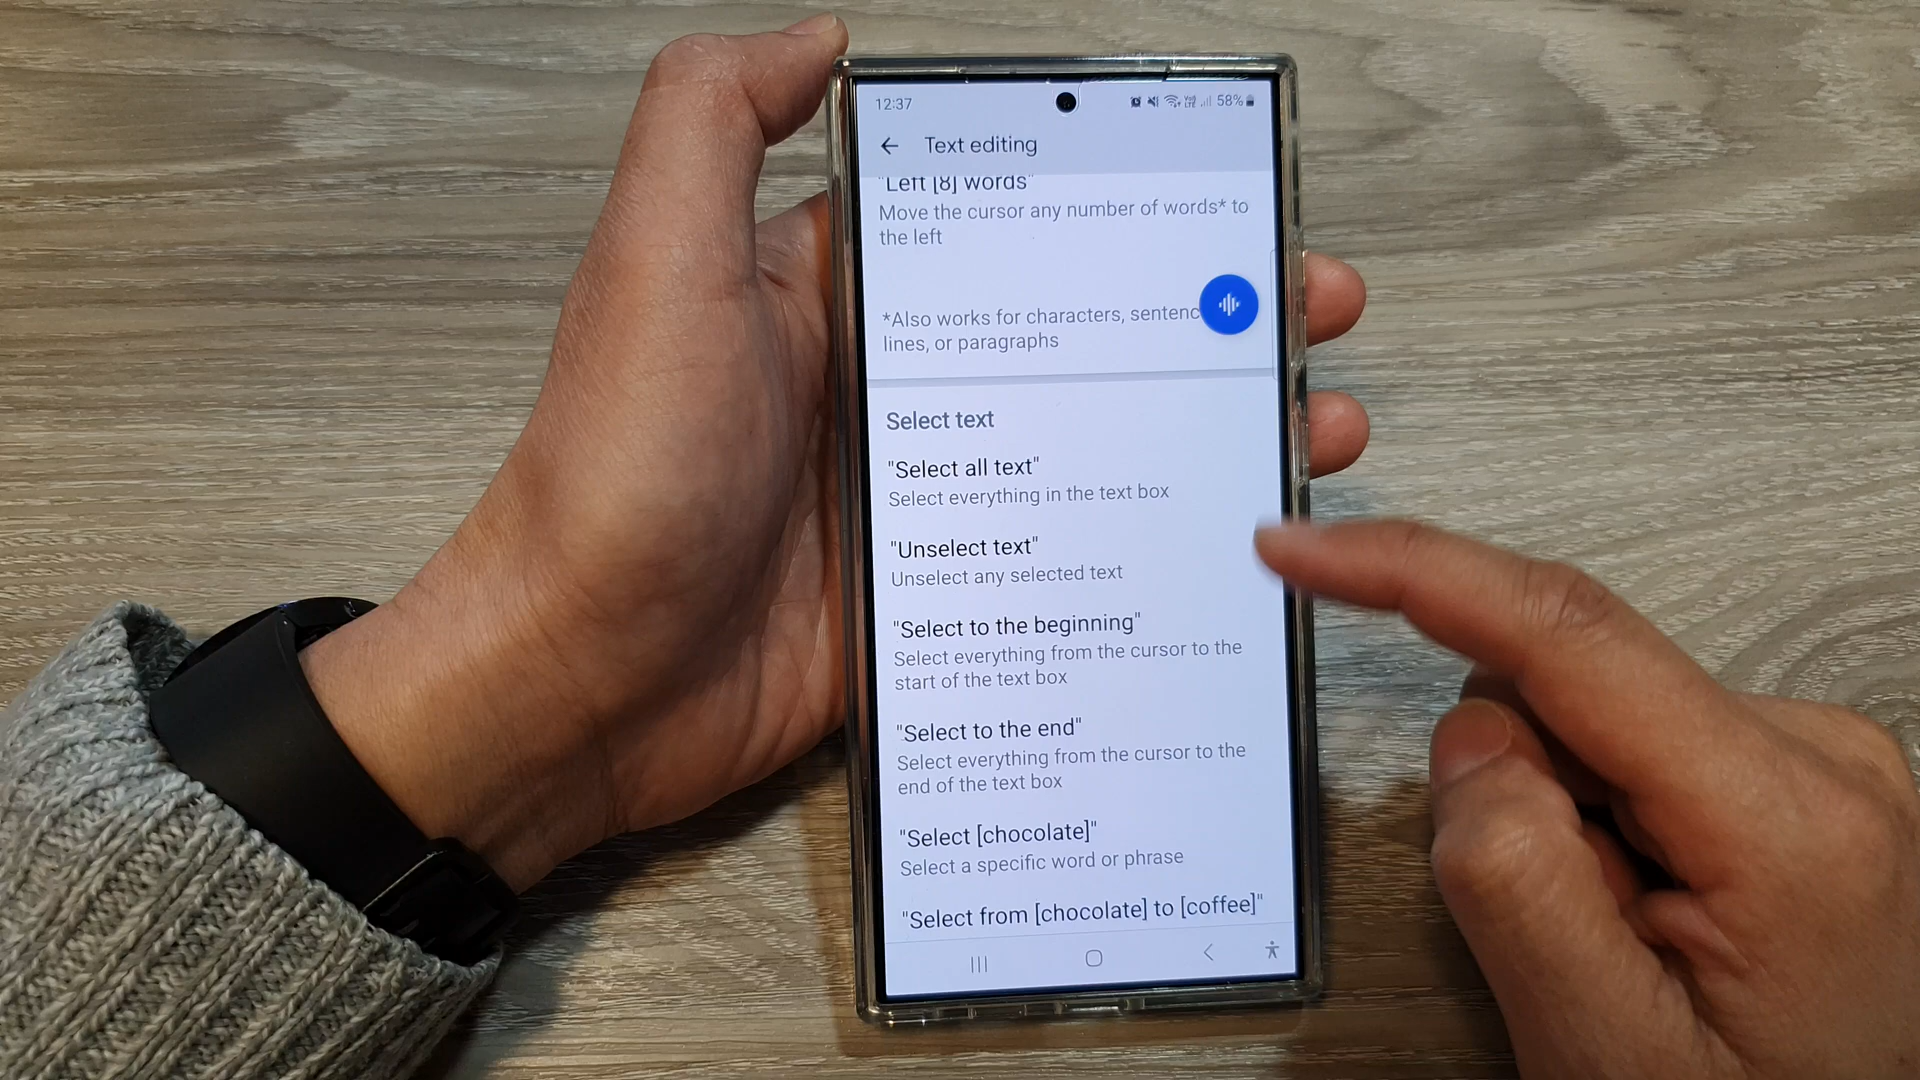 12:37
58%
Text editing
"Left [8] words"
Move the cursor any number of words* to
the left
*Also works for characters, sentenc
lines, or paragraphs
Select text
"Select all text"
Select everything in the text box
"Unselect text"
Unselect any selected text
"Select to the beginning"
Select everything from the cursor to the
start of the text box
"Select to the end"
Select everything from the cursor to the
end of the text box
"Select [chocolate]"
Select a specific word or phrase
"Select from [chocolate] to [coffee]"